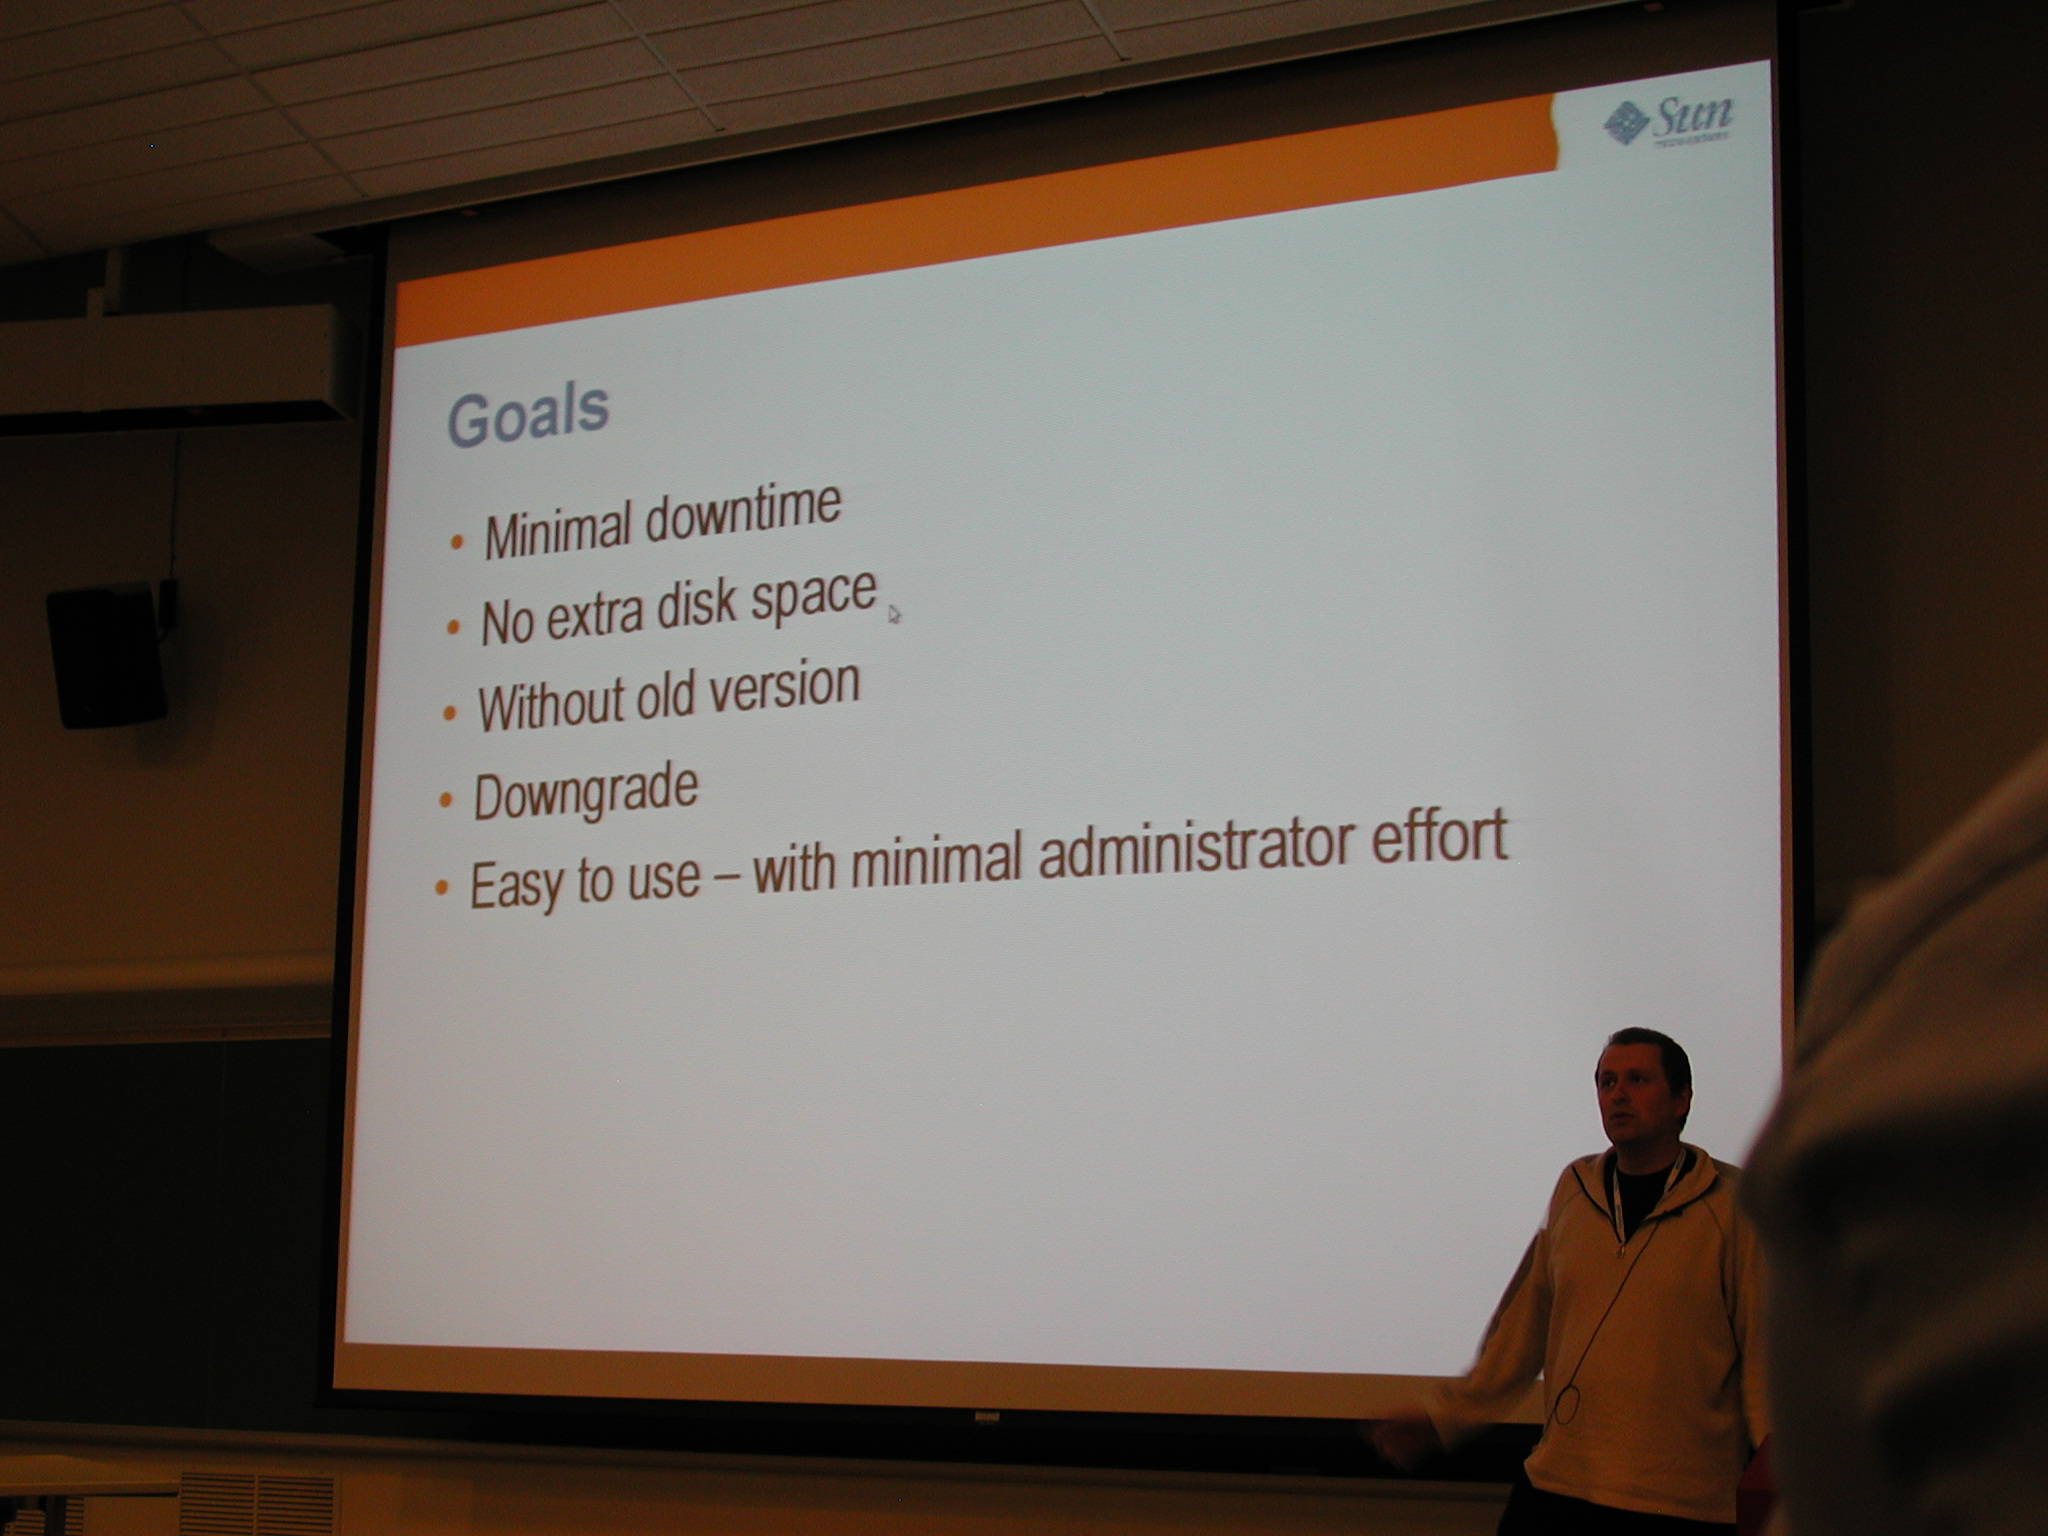 Sun
microsystems
Goals
• Minimal downtime
• No extra disk space
• Without old version
• Downgrade
• Easy to use – with minimal administrator effort